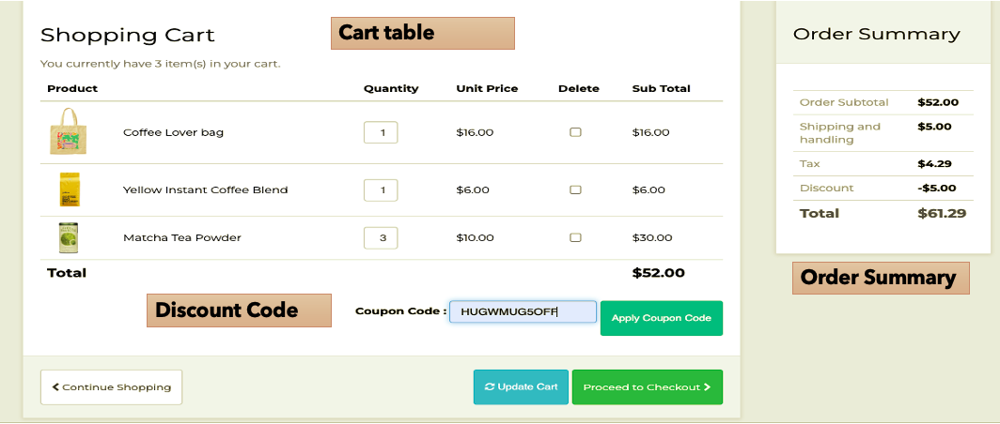 Shopping Cart
Cart table
You currently have 3 item(s) in your cart.
Product Quantity Unit Price Delete Sub Total
Coffee Lover bag 1 $16.00 $16.00
Yellow Instant Coffee Blend 1 $6.00 $6.00
Matcha Tea Powder 3 $10.00 $30.00
Total $52.00
Discount Code
Coupon Code : HUGWMUG5OFF Apply Coupon Code
Continue Shopping Update Cart Proceed to Checkout
Order Summary
Order Subtotal $52.00
Shipping and $5.00
handling
Tax $4.29
Discount -$5.00
Total $61.29
Order Summary